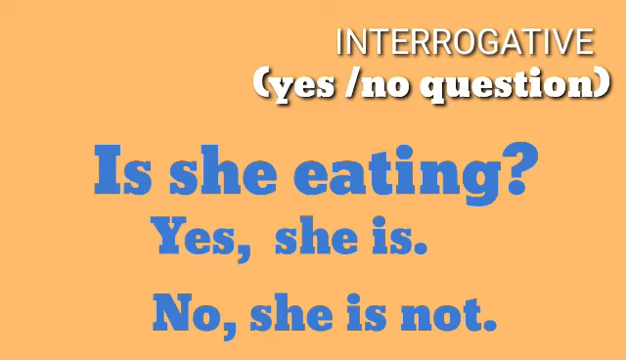 INTERROGATIVE
(yes /no question)
Is she eating?
Yes, she is.
No, she is not.